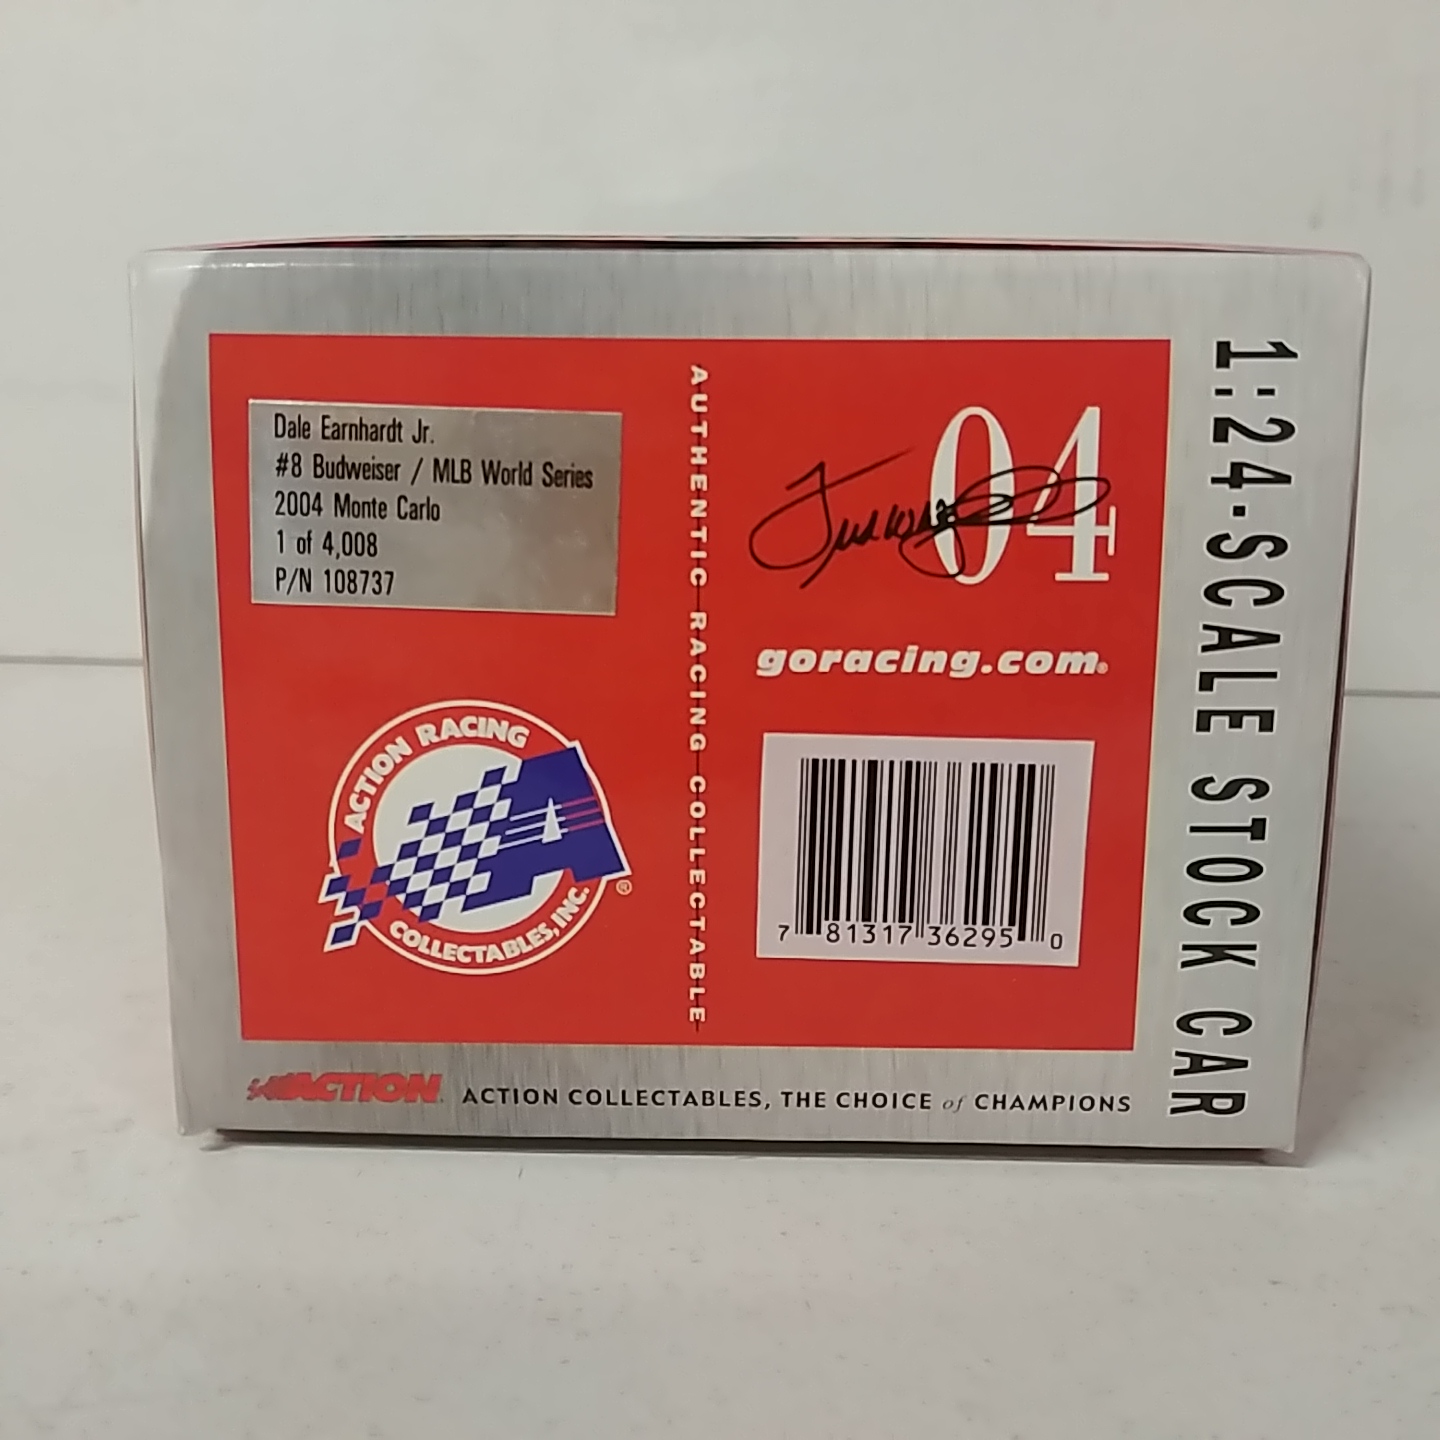 Dale Earnhardt Jr.
#8 Budweiser / MLB World Series
2004 Monte Carlo
1 of 4,008
P/N 108737
ACTION RACING
COLLECTABLES, INC.
®
AUTHENTIC RACING COLLECTABLE
04
goracing.com®
7 81317 36295 0
1:24-SCALE STOCK CAR
ACTION
ACTION COLLECTABLES, THE CHOICE of CHAMPIONS